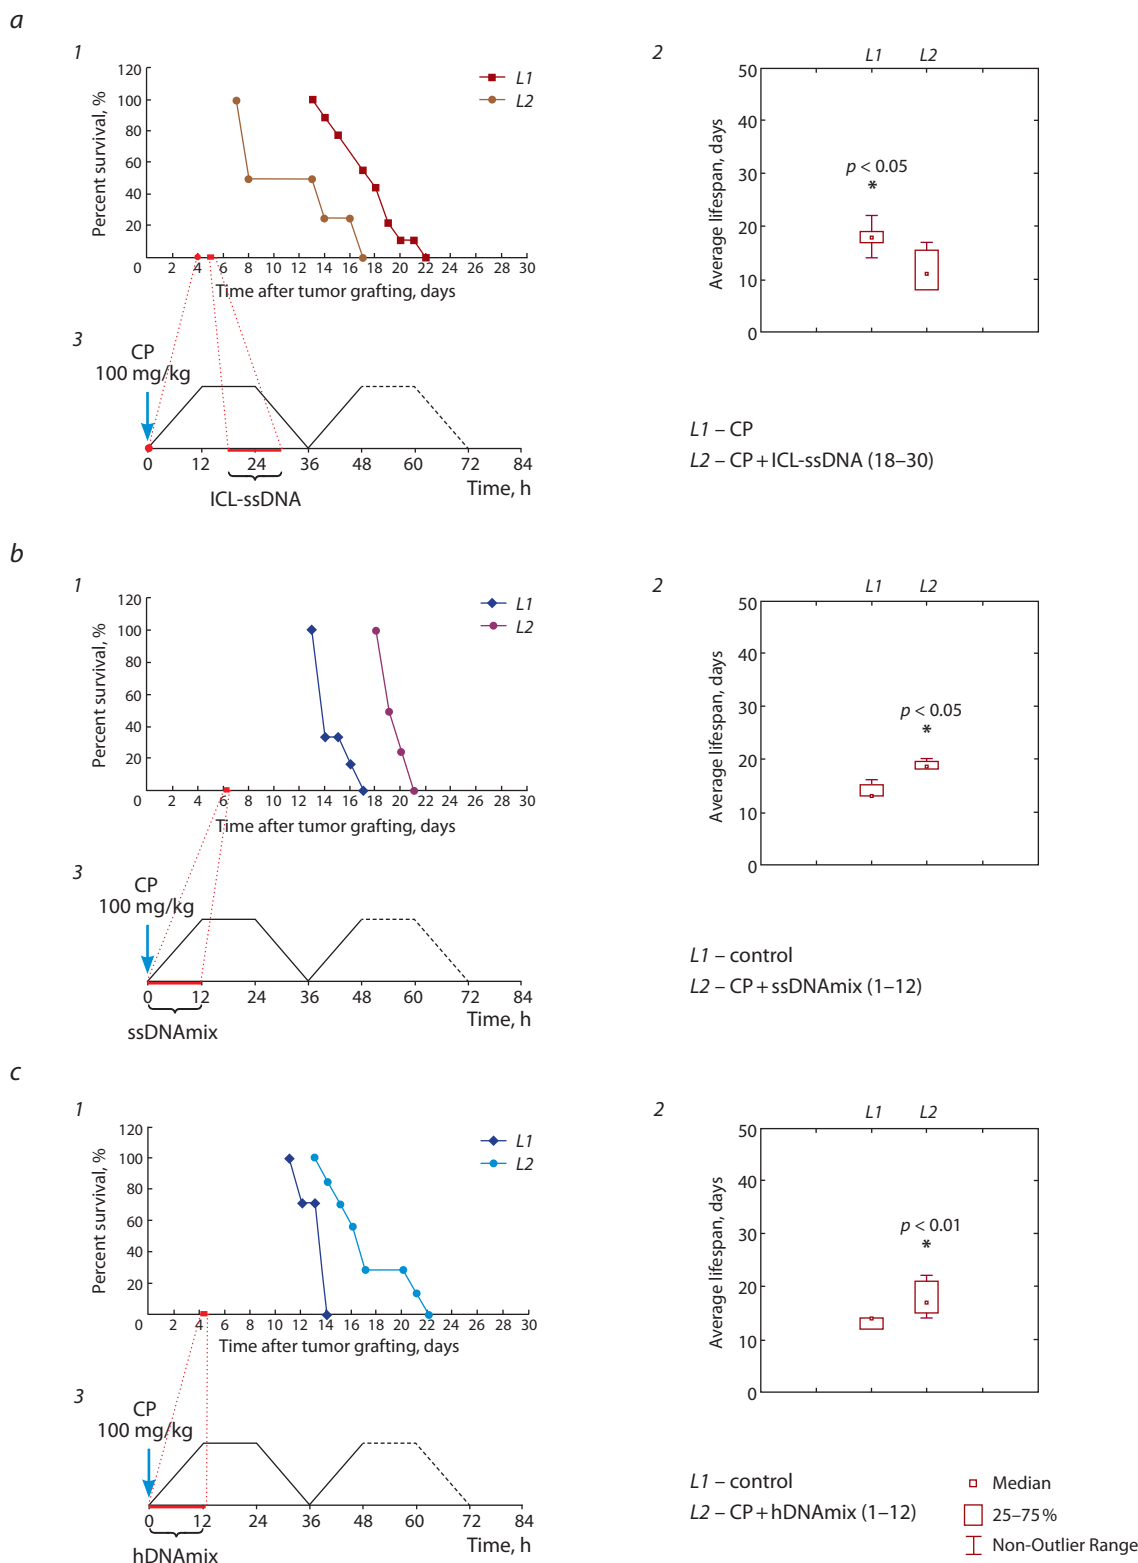 a
1
120
100
80
60
40
20
Percent survival, %
L1
L2
0 2 4 6 8 10 12 14 16 18 20 22 24 26 28 30
Time after tumor grafting, days
2
L1 L2
50
40
30
20
10
0
Average lifespan, days
p < 0.05
*
3
CP
100 mg/kg
0 12 24 36 48 60 72 84
ICL-ssDNA
Time, h
L1 – CP
L2 – CP + ICL-ssDNA (18–30)
b
1
120
100
80
60
40
20
Percent survival, %
L1
L2
0 2 4 6 8 10 12 14 16 18 20 22 24 26 28 30
Time after tumor grafting, days
2
L1 L2
50
40
30
20
10
0
Average lifespan, days
p < 0.05
*
3
CP
100 mg/kg
0 12 24 36 48 60 72 84
ssDNAmix
Time, h
L1 – control
L2 – CP + ssDNAmix (1–12)
c
1
120
100
80
60
40
20
Percent survival, %
L1
L2
0 2 4 6 8 10 12 14 16 18 20 22 24 26 28 30
Time after tumor grafting, days
2
L1 L2
50
40
30
20
10
0
Average lifespan, days
p < 0.01
*
3
CP
100 mg/kg
0 12 24 36 48 60 72 84
hDNAmix
Time, h
L1 – control
L2 – CP + hDNAmix (1–12)
Median
25–75 %
Non-Outlier Range